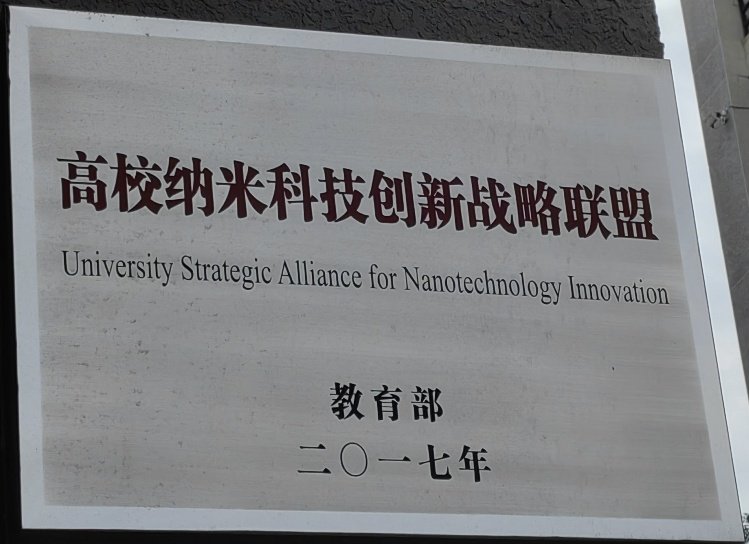 高校纳米科技创新战略联盟
University Strategic Alliance for Nanotechnology Innovation
教育部
二〇一七年